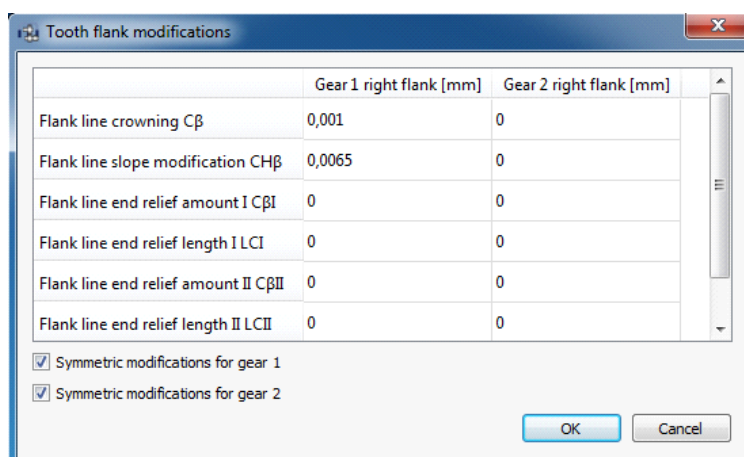 Tooth flank modifications
Gear 1 right flank [mm] Gear 2 right flank [mm]
Flank line crowning Cβ 0,001 0
Flank line slope modification CHβ 0,0065 0
Flank line end relief amount I CβI 0 0
Flank line end relief length I LCI 0 0
Flank line end relief amount II CβII 0 0
Flank line end relief length II LCII 0 0
Symmetric modifications for gear 1
Symmetric modifications for gear 2
OK Cancel